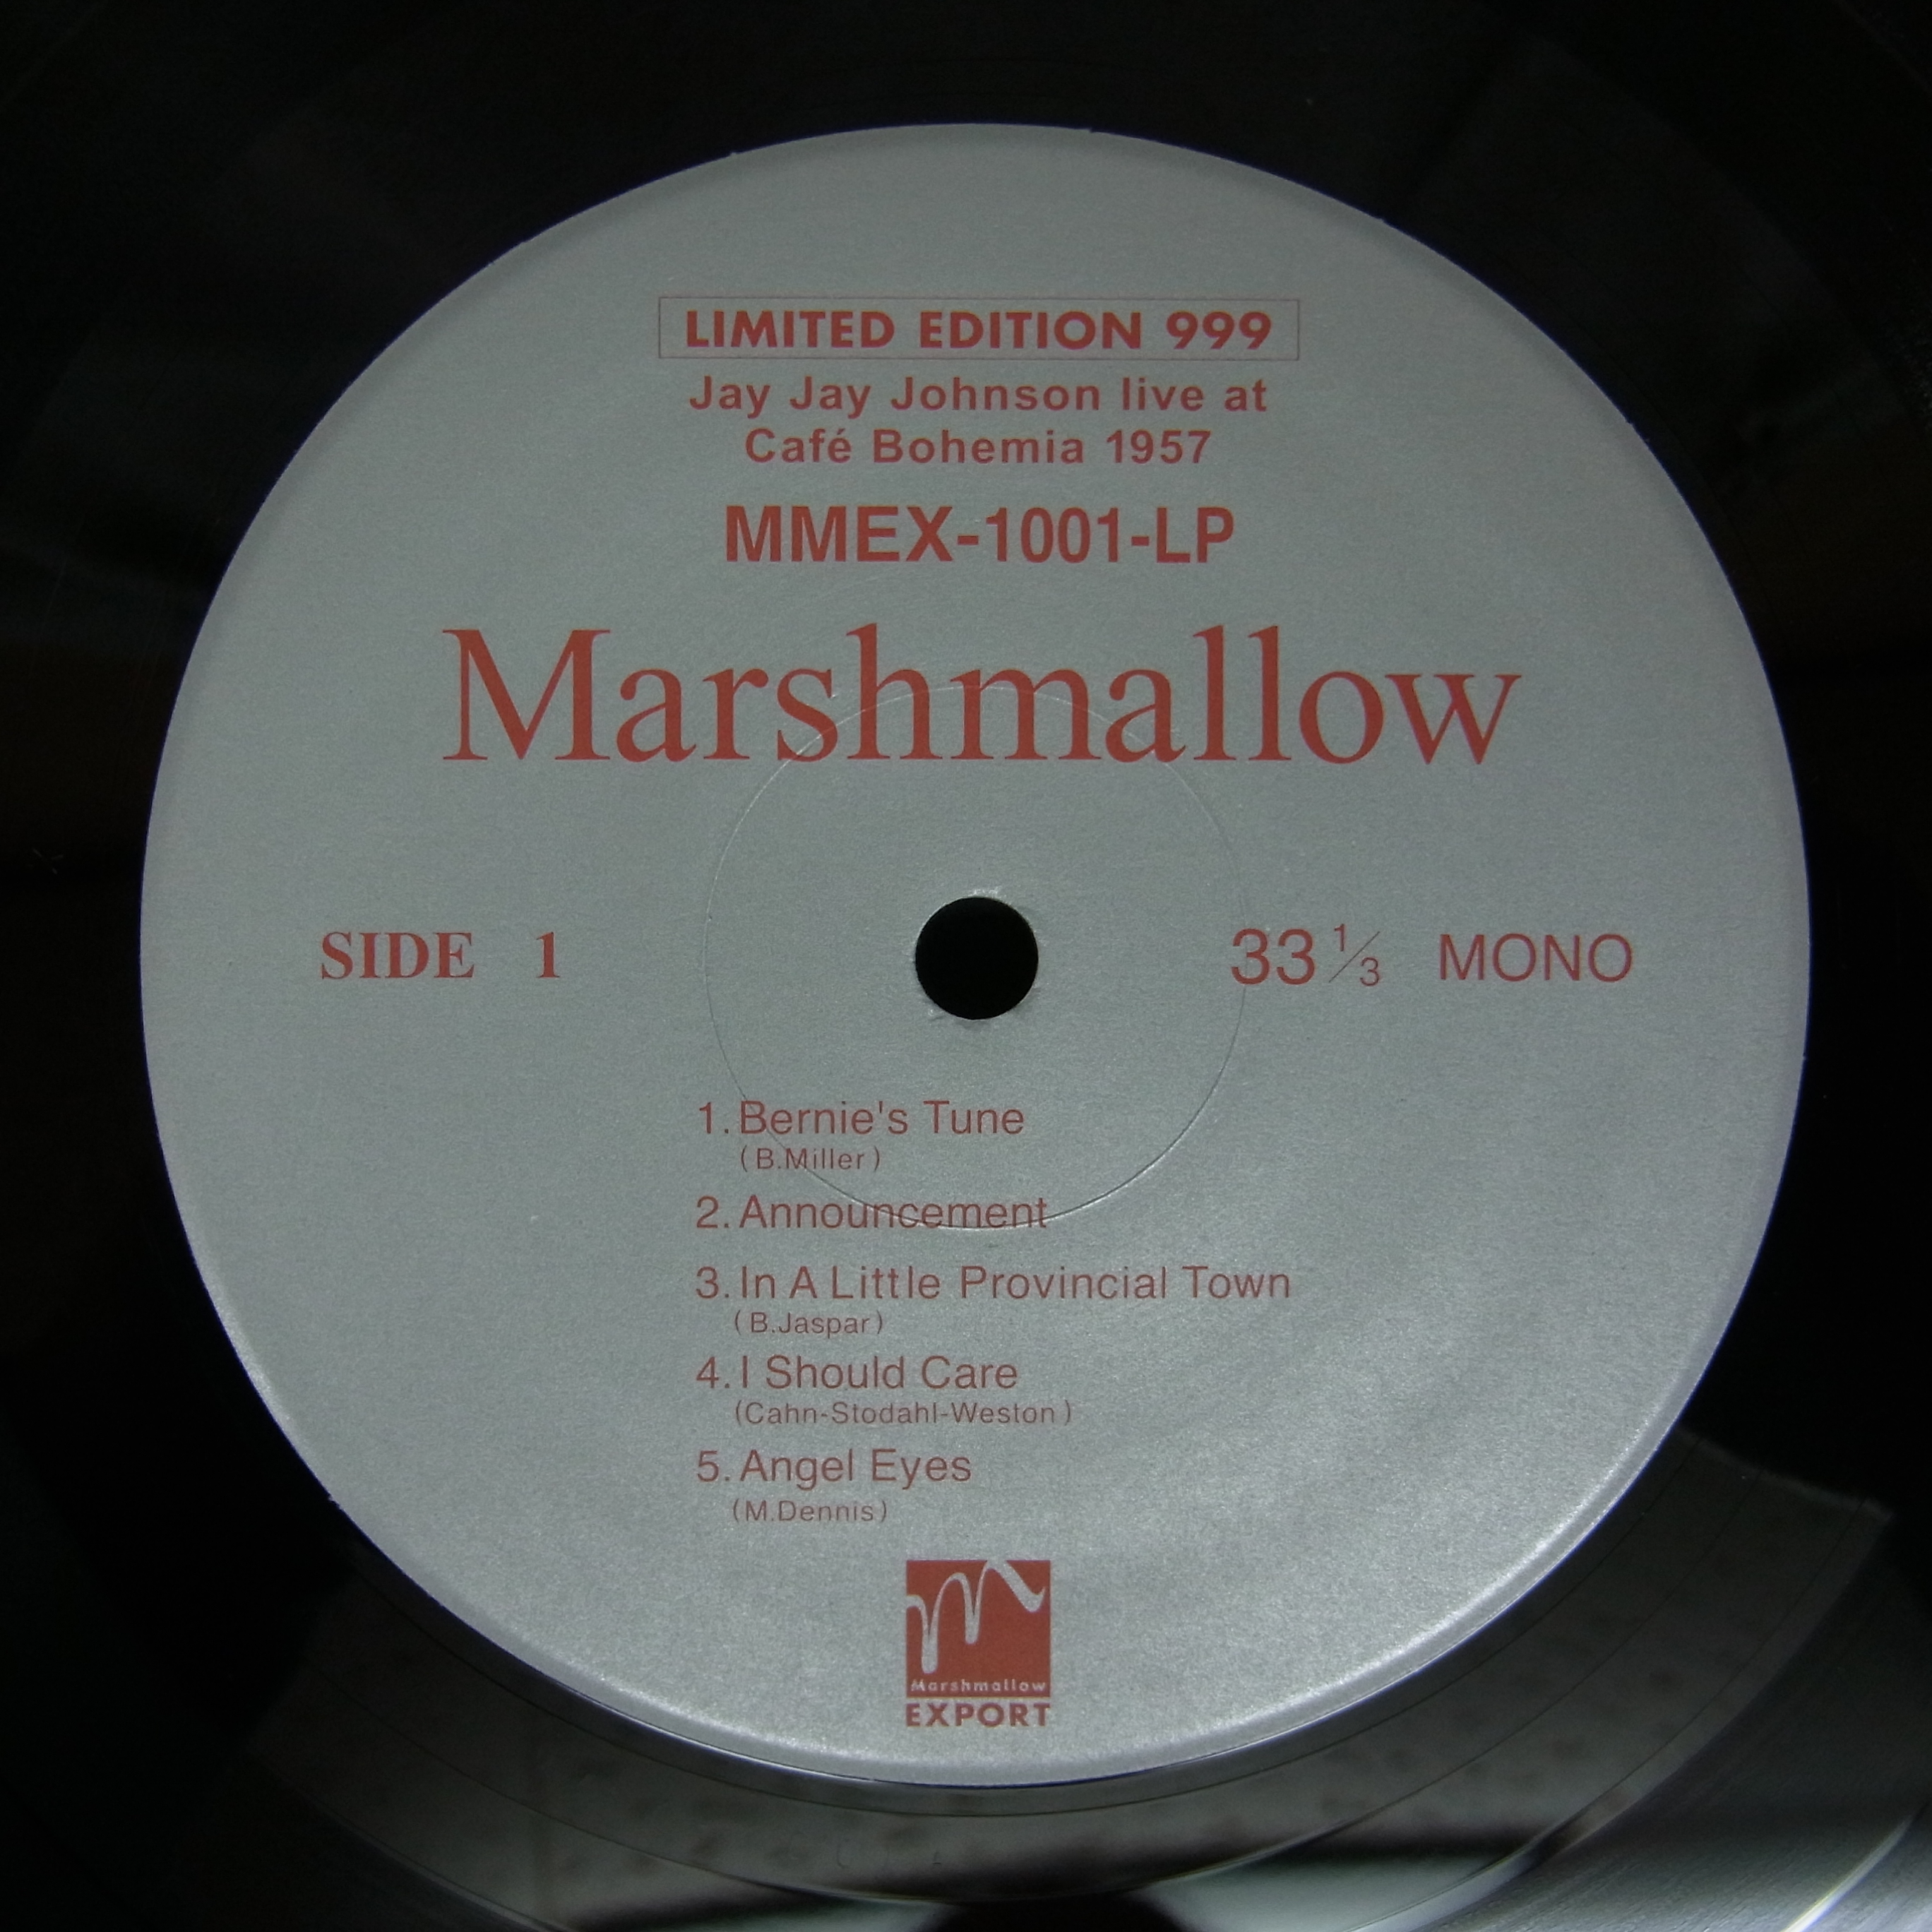 LIMITED EDITION 999
Jay Jay Johnson live at
Café Bohemia 1957
MMEX-1001-LP
Marshmallow
SIDE 1
33 1/3 MONO
1. Bernie's Tune
(B.Miller)
2. Announcement
3. In A Little Provincial Town
(B.Jaspar)
4. I Should Care
(Cahn-Stodahl-Weston)
5. Angel Eyes
(M.Dennis)
Marshmallow
EXPORT